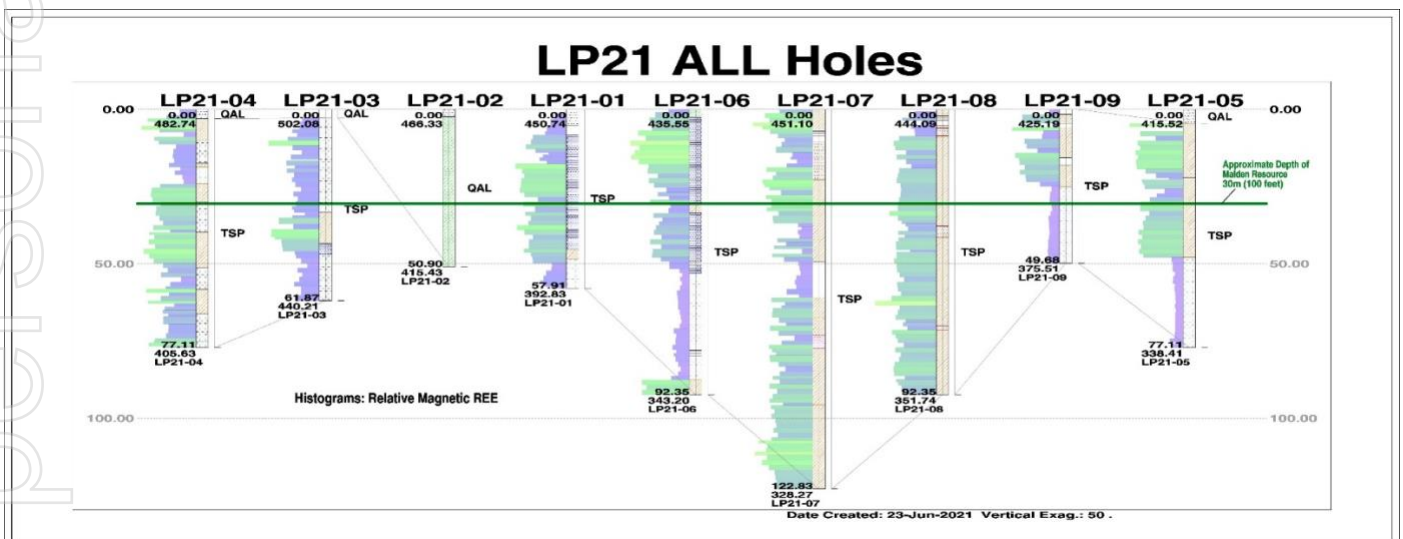 LP21 ALL Holes
LP21-04 LP21-03 LP21-02 LP21-01 LP21-06 LP21-07 LP21-08 LP21-09 LP21-05
0.00 0.00 0.00 0.00 0.00 0.00 0.00 0.00 0.00 0.00 0.00
QAL QAL QAL
482.74 502.08 466.33 450.74 435.55 451.10 444.09 425.19 415.52
Approximate Depth of
Malden Resource
30m (100 feet)
QAL TSP
TSP
TSP TSP TSP
TSP TSP
TSP
50.00 50.00
50.90
415.43
LP21-02
49.68
375.51
LP21-09
57.91
392.83
LP21-01
61.87
440.21
LP21-03
77.11
405.63
LP21-04
77.11
338.41
LP21-05
Histograms: Relative Magnetic REE
92.35
343.20
LP21-06
92.35
351.74
LP21-08
100.00 100.00
122.83
328.27
LP21-07
Date Created: 23-Jun-2021 Vertical Exag.: 50 .